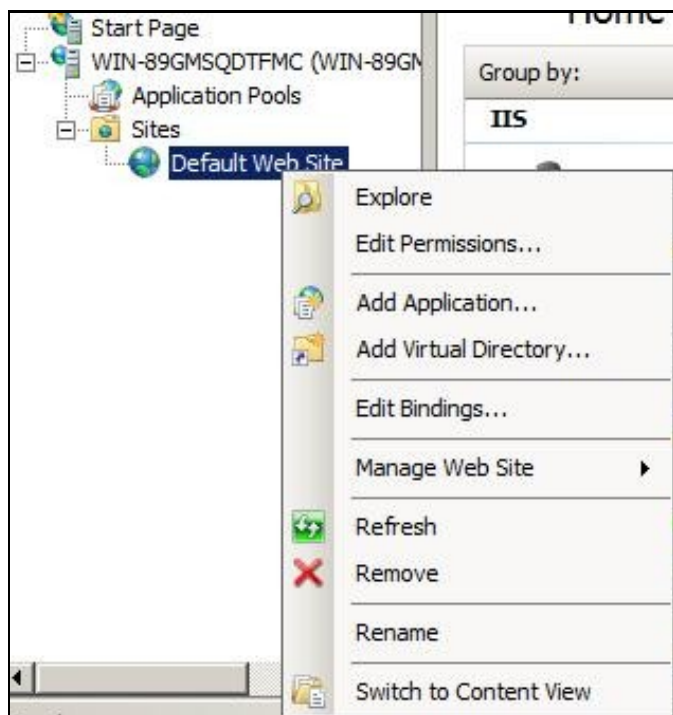 Home
Start Page
WIN-89GMSQDTFMC (WIN-89GM
Group by:
Application Pools
IIS
Sites
Default Web Site
Explore
Edit Permissions...
Add Application...
Add Virtual Directory...
Edit Bindings...
Manage Web Site
Refresh
Remove
Rename
Switch to Content View